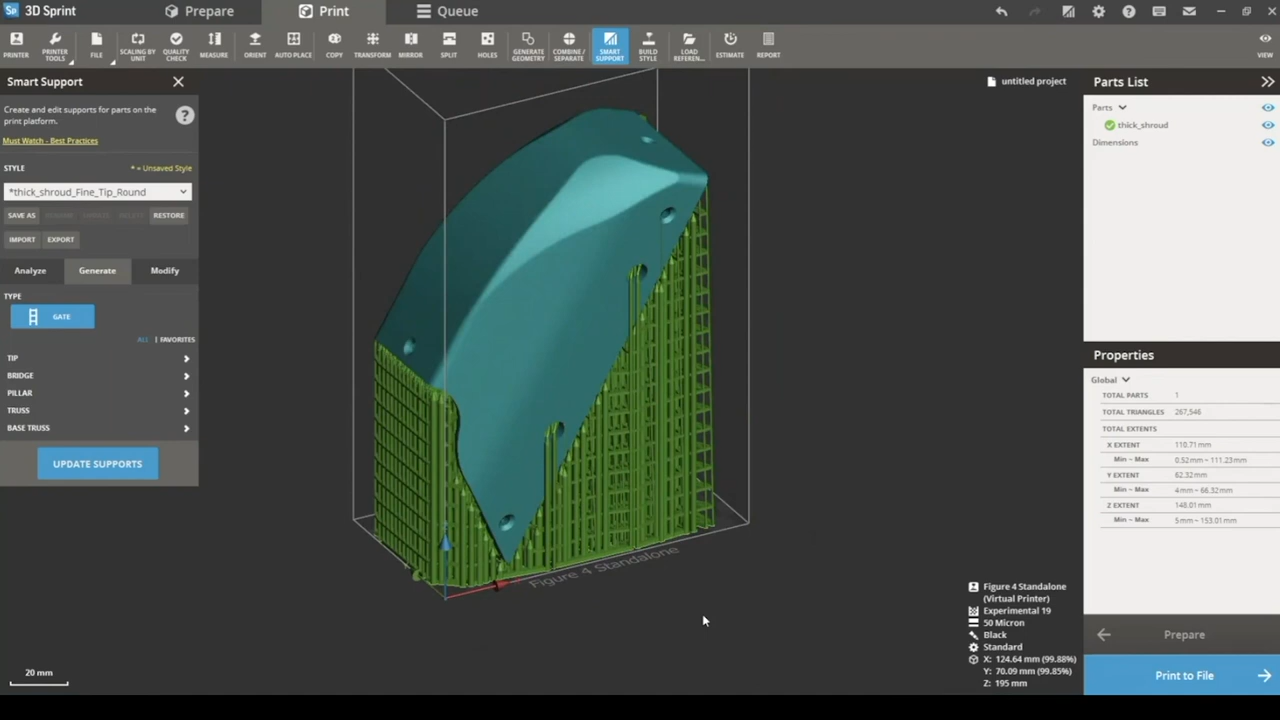 Sp 3D Sprint
Prepare
Print
Queue
PRINTER
PRINTER TOOLS
FILE
SCALING BY UNIT
QUALITY CHECK
MEASURE
ORIENT
AUTO PLACE
COPY
TRANSFORM
MIRROR
SPLIT
HOLES
GENERATE GEOMETRY
COMBINE / SEPARATE
SMART SUPPORT
BUILD STYLE
LOAD REFEREN...
ESTIMATE
REPORT
VIEW
Smart Support
Create and edit supports for parts on the
print platform.
Must Watch - Best Practices
STYLE
* = Unsaved Style
*thick_shroud_Fine_Tip_Round
SAVE AS
RESTORE
IMPORT
EXPORT
Analyze
Generate
Modify
TYPE
GATE
ALL | FAVORITES
TIP
BRIDGE
PILLAR
TRUSS
BASE TRUSS
UPDATE SUPPORTS
20 mm
Figure 4 Standalone
untitled project
Figure 4 Standalone
(Virtual Printer)
Experimental 19
50 Micron
Black
Standard
X: 124.64 mm (99.88%)
Y: 70.09 mm (99.85%)
Z: 195 mm
Parts List
Parts
thick_shroud
Dimensions
Properties
Global
TOTAL PARTS 1
TOTAL TRIANGLES 267,546
TOTAL EXTENTS
X EXTENT 110.71 mm
Min ~ Max 0.52mm ~ 111.23mm
Y EXTENT 62.32 mm
Min ~ Max 4mm ~ 66.32mm
Z EXTENT 148.01 mm
Min ~ Max 5mm ~ 153.01mm
Prepare
Print to File